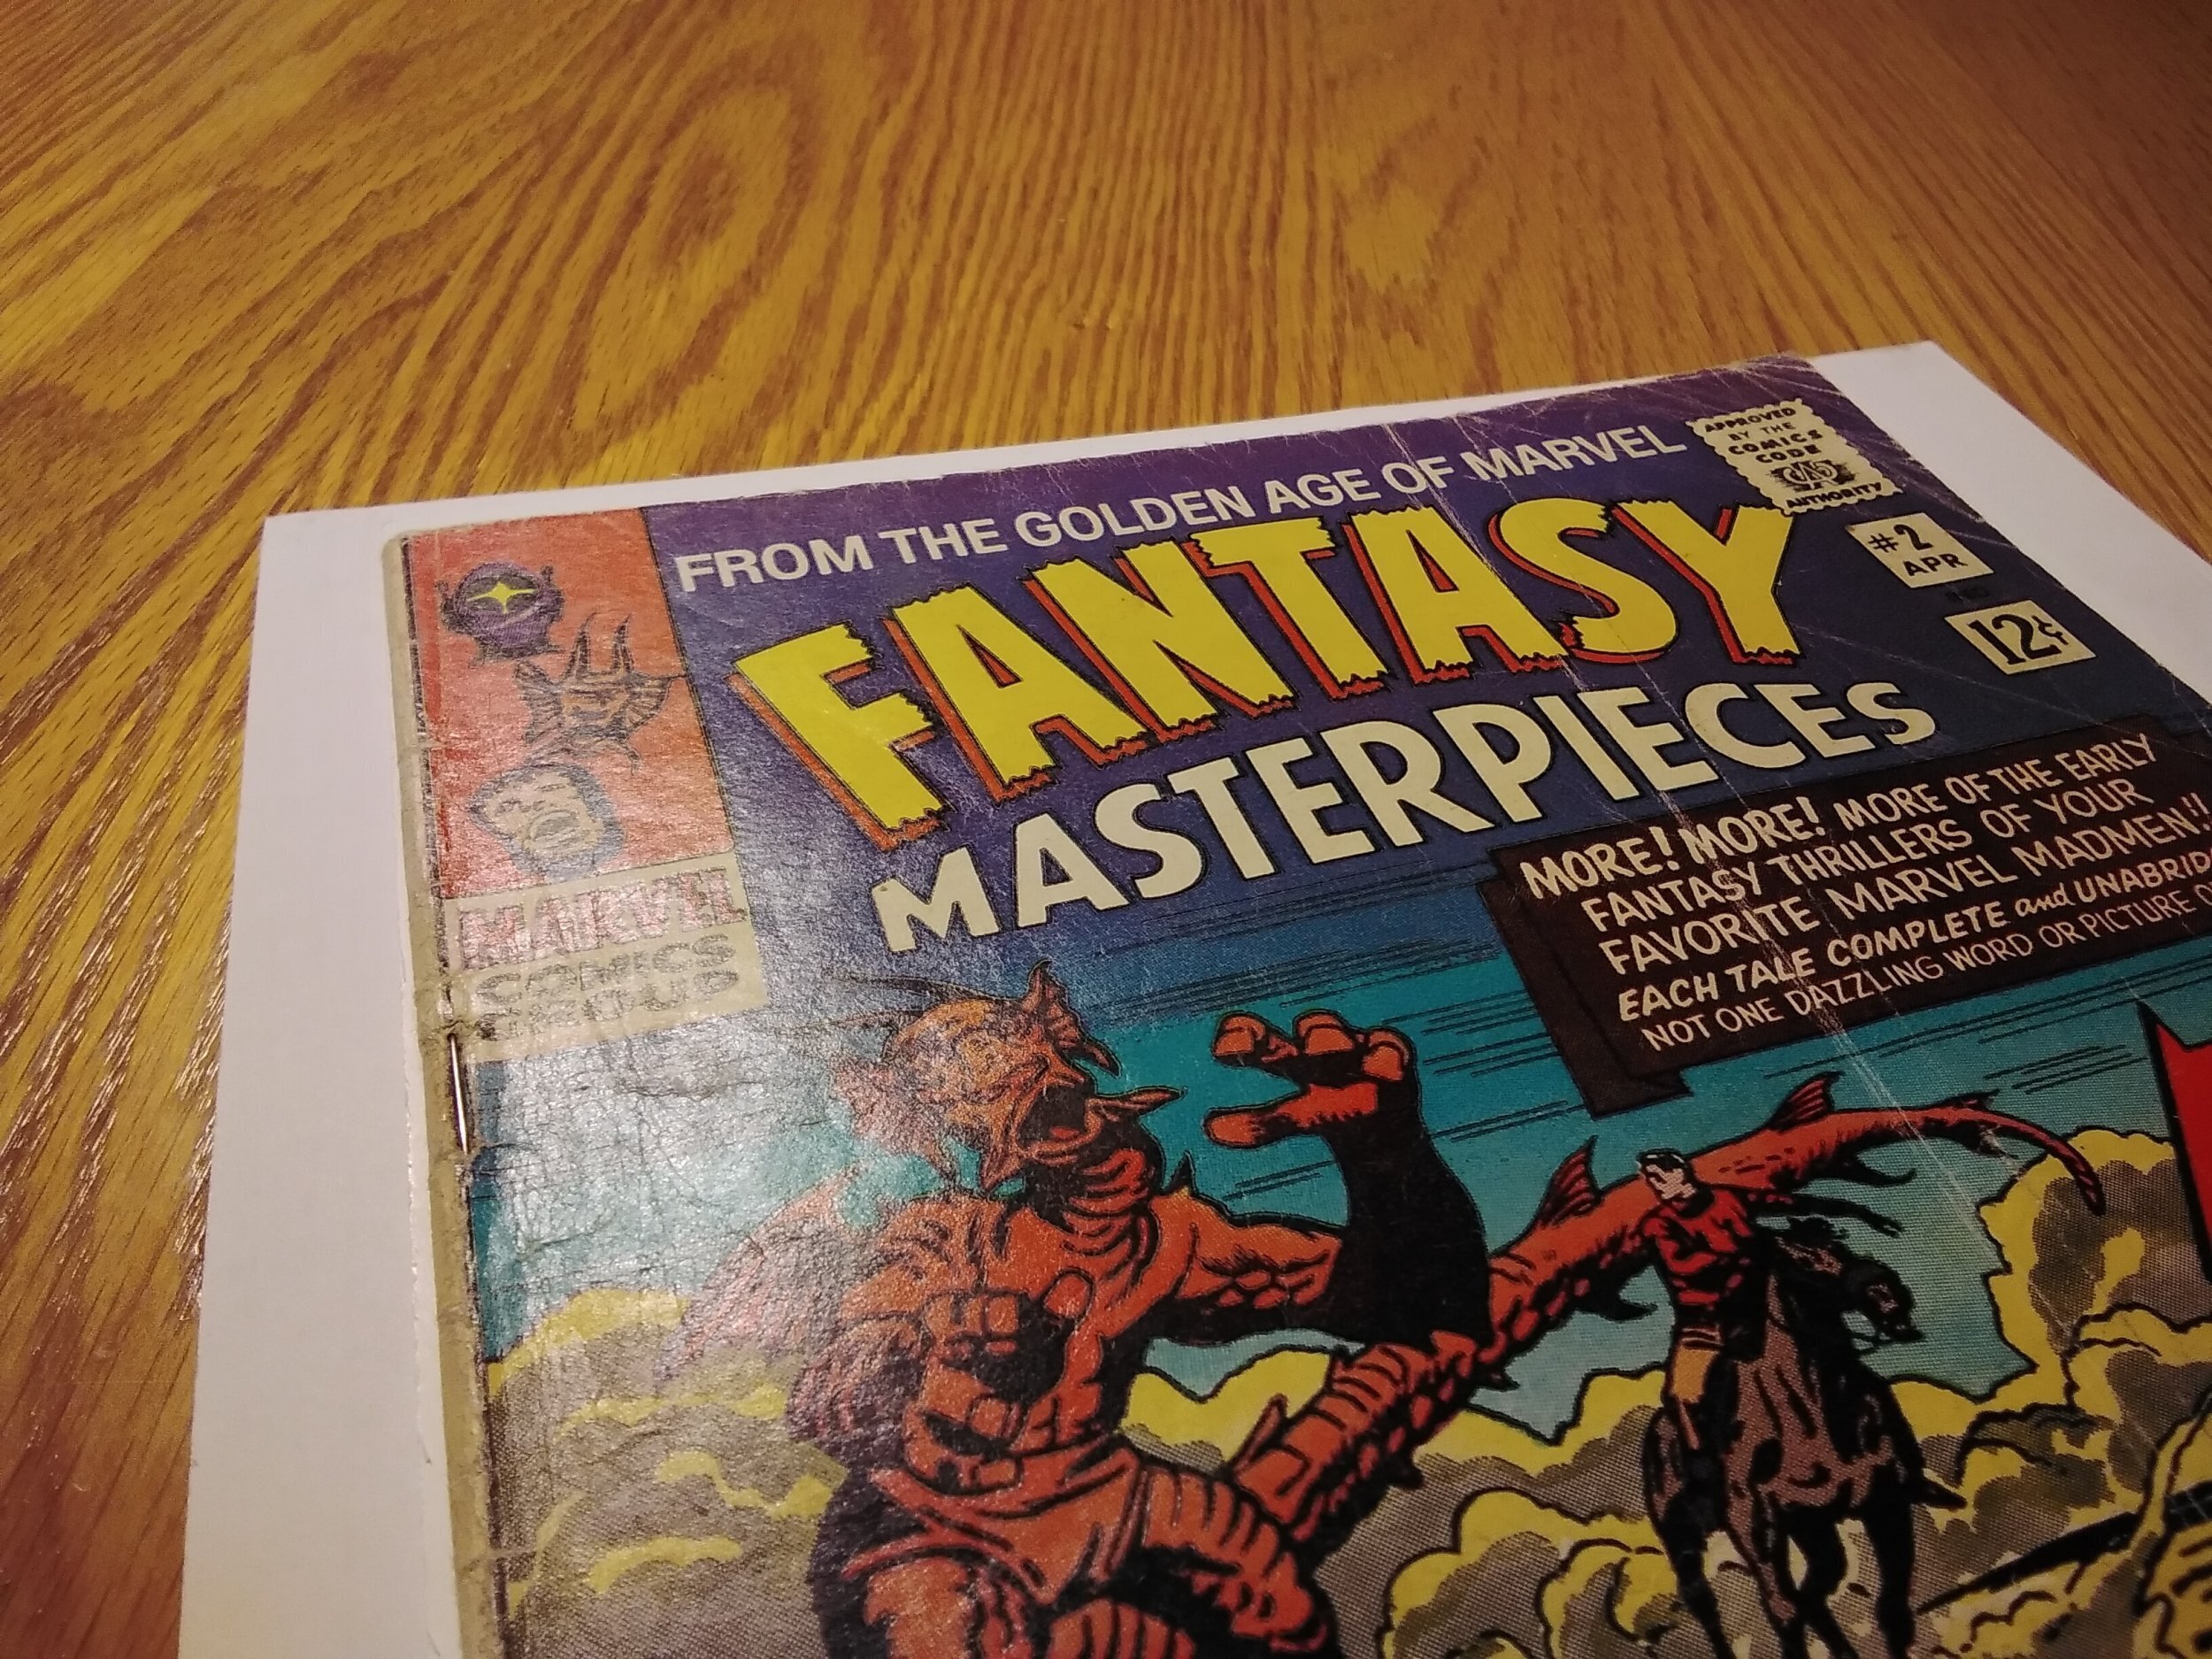 FROM THE GOLDEN AGE OF MARVEL
FANTASY
MASTERPIECES
APPROVED
BY THE
COMICS
CODE
AUTHORITY
#2
APR
12¢
MARVEL
COMICS
GROUP
MORE! MORE! MORE OF THE EARLY
FANTASY THRILLERS OF YOUR
FAVORITE MARVEL MADMEN!!
EACH TALE COMPLETE and
NOT ONE DAZZLING WORD OR PICTURE